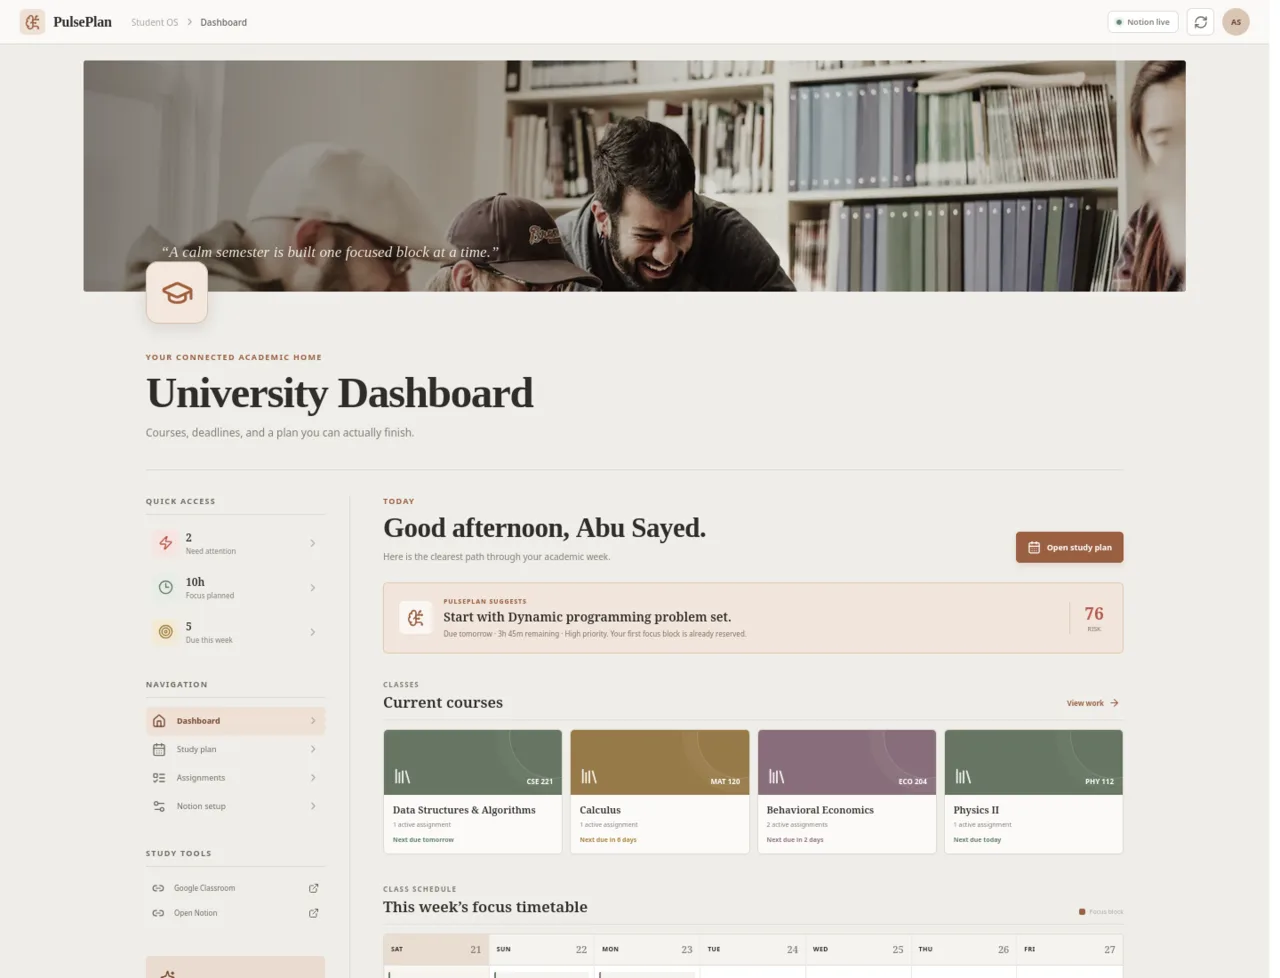 PulsePlan
Student OS > Dashboard
Notion live
AS
“A calm semester is built one focused block at a time.”
YOUR CONNECTED ACADEMIC HOME
University Dashboard
Courses, deadlines, and a plan you can actually finish.
QUICK ACCESS
2
Need attention
10h
Focus planned
5
Due this week
NAVIGATION
Dashboard
Study plan
Assignments
Notion setup
STUDY TOOLS
Google Classroom
Open Notion
TODAY
Good afternoon, Abu Sayed.
Here is the clearest path through your academic week.
Open study plan
PULSEPLAN SUGGESTS
Start with Dynamic programming problem set.
Due tomorrow · 3h 45m remaining · High priority. Your first focus block is already reserved.
76
RISK
CLASSES
Current courses
View work
CSE 221
Data Structures & Algorithms
1 active assignment
Next due tomorrow
MAT 120
Calculus
1 active assignment
Next due in 6 days
ECO 204
Behavioral Economics
2 active assignments
Next due in 2 days
PHY 112
Physics II
1 active assignment
Next due today
CLASS SCHEDULE
This week’s focus timetable
Focus block
SAT 21 SUN 22 MON 23 TUE 24 WED 25 THU 26 FRI 27